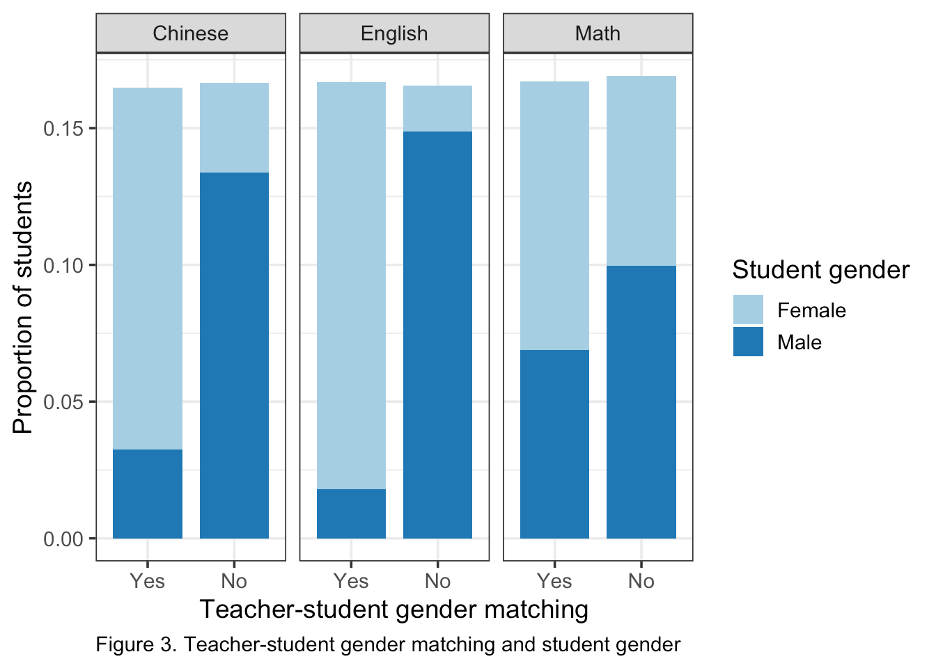 Chinese English Math
Proportion of students
0.15
0.10
0.05
0.00
Yes No Yes No Yes No
Teacher-student gender matching
Student gender
Female
Male
Figure 3. Teacher-student gender matching and student gender